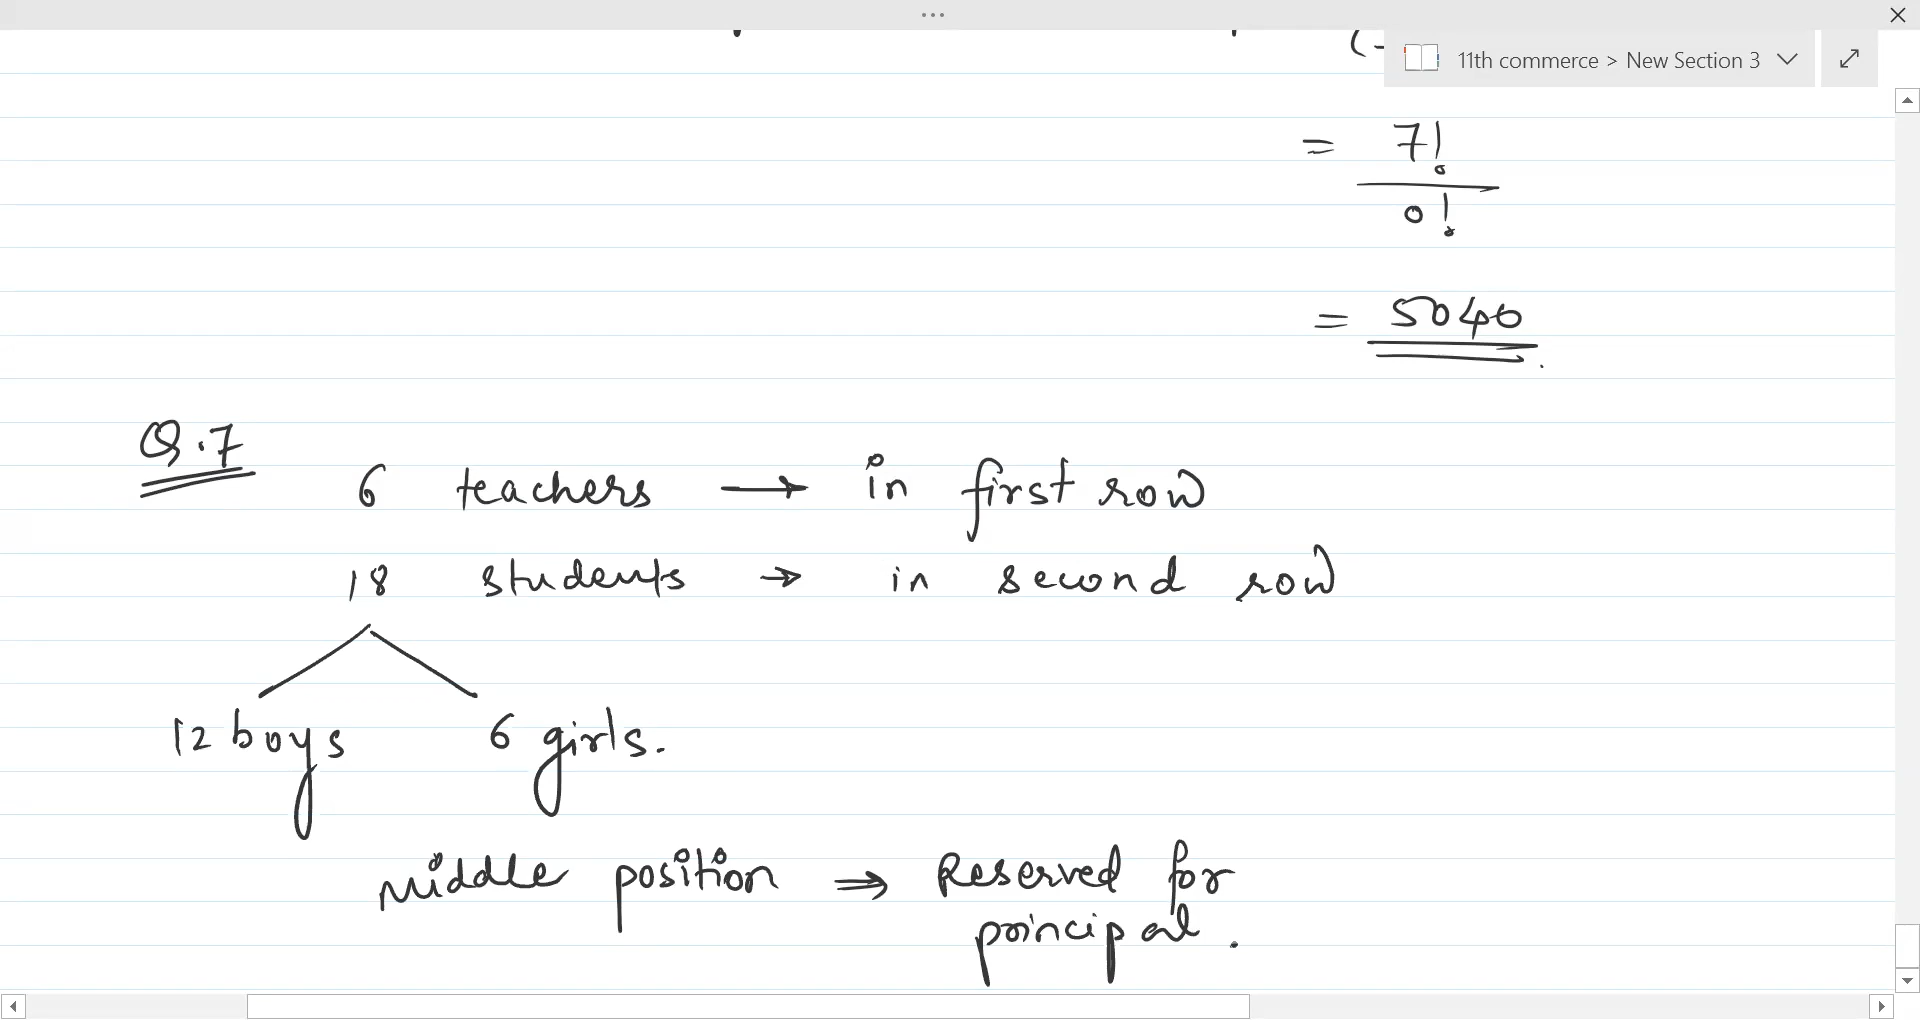 11th commerce > New Section 3
= 7!
0!
= 5040
Q.7
6 teachers → in first row
18 students → in second row
12 boys 6 girls.
middle position ⇒ Reserved for
principal.